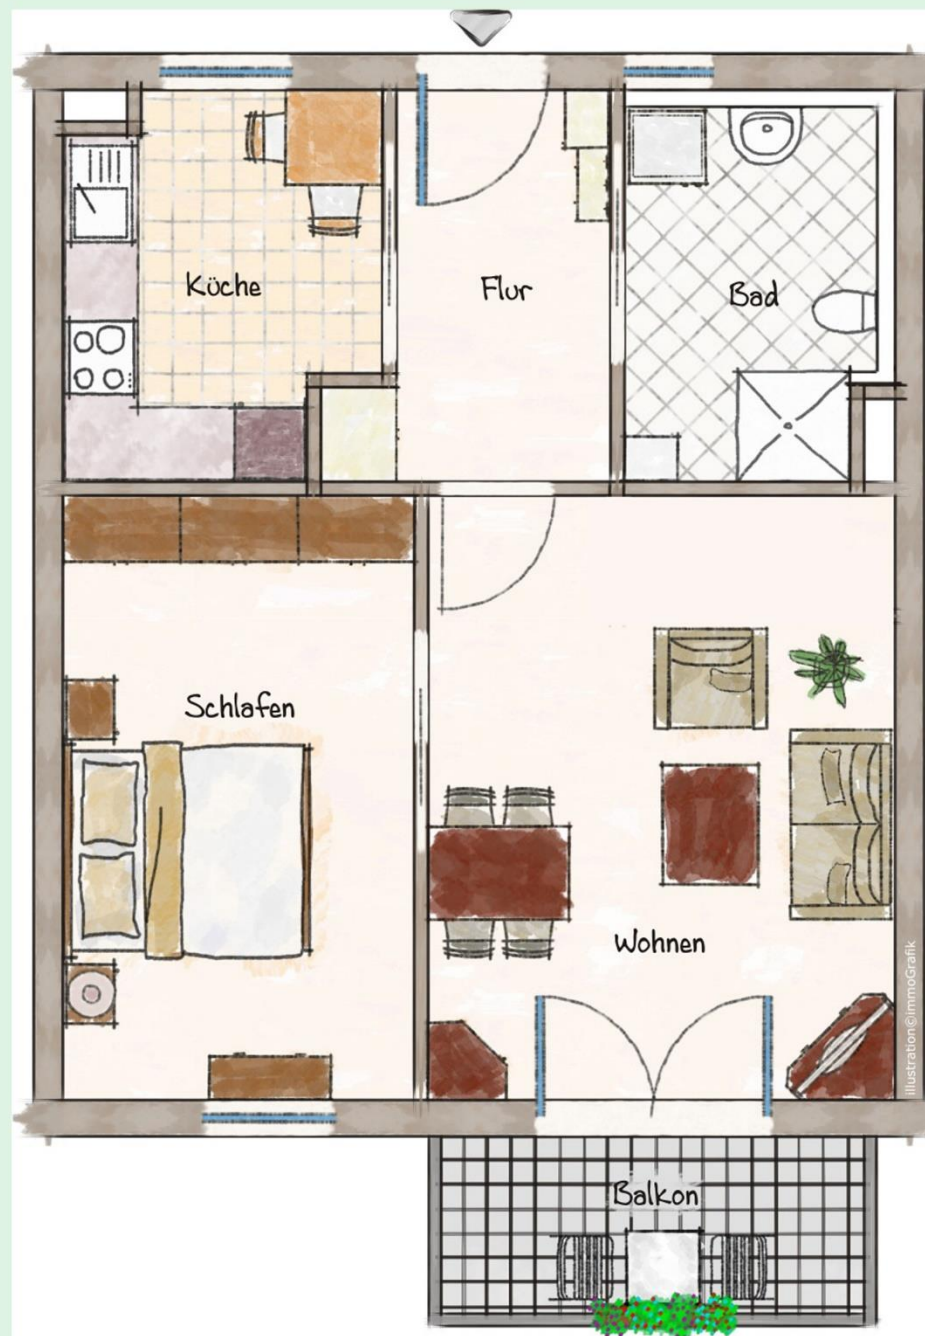 Küche
Flur
Bad
Schlafen
Wohnen
illustration©immoGrafik
Balkon